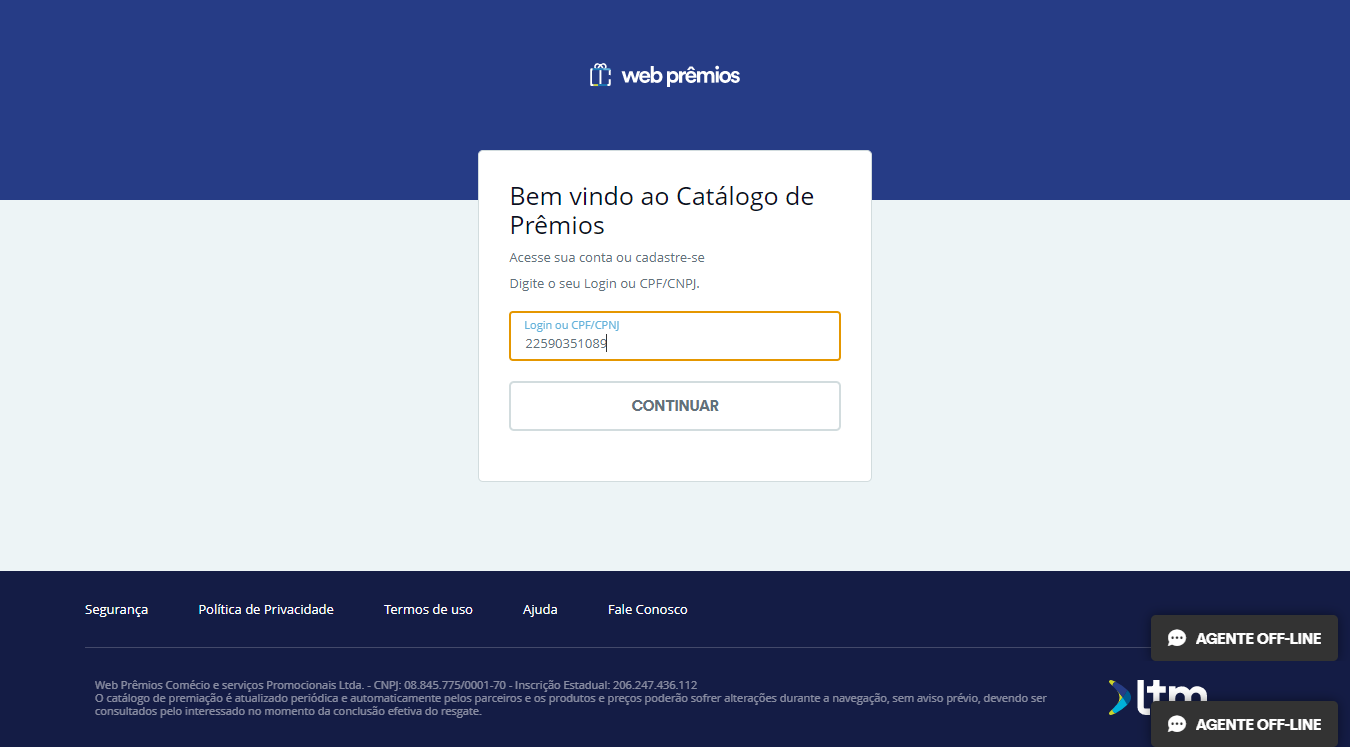 web prêmios
Bem vindo ao Catálogo de
Prêmios
Acesse sua conta ou cadastre-se
Digite o seu Login ou CPF/CNPJ.
Login ou CPF/CPNJ
22590351089
CONTINUAR
Segurança
Política de Privacidade
Termos de uso
Ajuda
Fale Conosco
AGENTE OFF-LINE
Web Prêmios Comécio e serviços Promocionais Ltda. - CNPJ: 08.845.775/0001-70 - Inscrição Estadual: 206.247.436.112
O catálogo de premiação é atualizado periódica e automaticamente pelos parceiros e os produtos e preços poderão sofrer alterações durante a navegação, sem aviso prévio, devendo ser
consultados pelo interessado no momento da conclusão efetiva do resgate.
ltm
AGENTE OFF-LINE